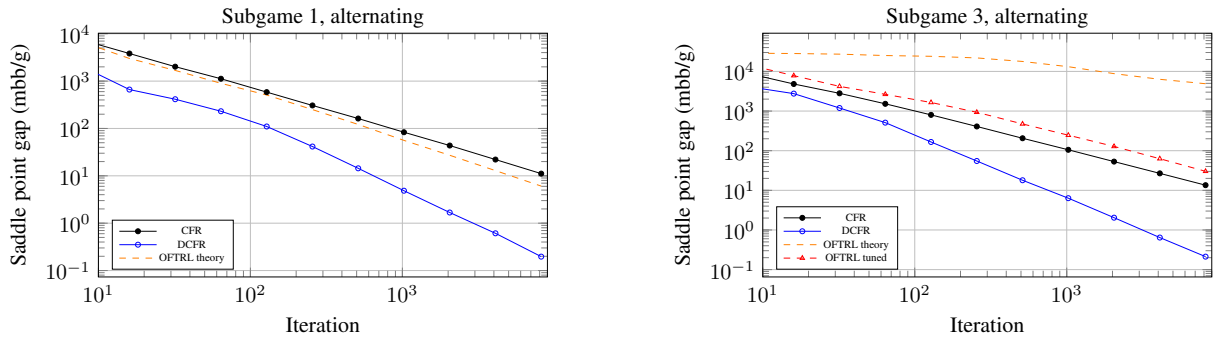 Subgame 1, alternating
Saddle point gap (mbb/g)
10^4
10^3
10^2
10^1
10^0
10^−1
10^1
10^2
10^3
Iteration
CFR
DCFR
OFTRL theory
Subgame 3, alternating
Saddle point gap (mbb/g)
10^4
10^3
10^2
10^1
10^0
10^−1
10^1
10^2
10^3
Iteration
CFR
DCFR
OFTRL theory
OFTRL tuned